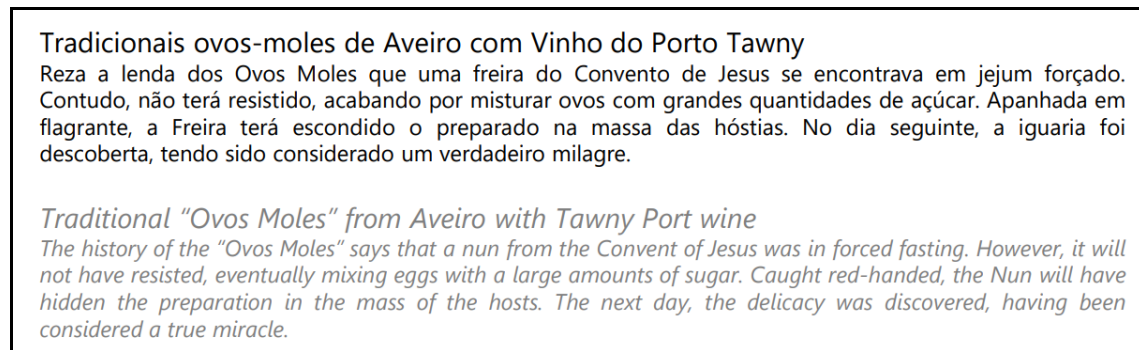 Tradicionais ovos-moles de Aveiro com Vinho do Porto Tawny
Reza a lenda dos Ovos Moles que uma freira do Convento de Jesus se encontrava em jejum forçado.
Contudo, não terá resistido, acabando por misturar ovos com grandes quantidades de açúcar. Apanhada em
flagrante, a Freira terá escondido o preparado na massa das hóstias. No dia seguinte, a iguaria foi
descoberta, tendo sido considerado um verdadeiro milagre.
Traditional “Ovos Moles” from Aveiro with Tawny Port wine
The history of the “Ovos Moles” says that a nun from the Convent of Jesus was in forced fasting. However, it will
not have resisted, eventually mixing eggs with a large amounts of sugar. Caught red-handed, the Nun will have
hidden the preparation in the mass of the hosts. The next day, the delicacy was discovered, having been
considered a true miracle.